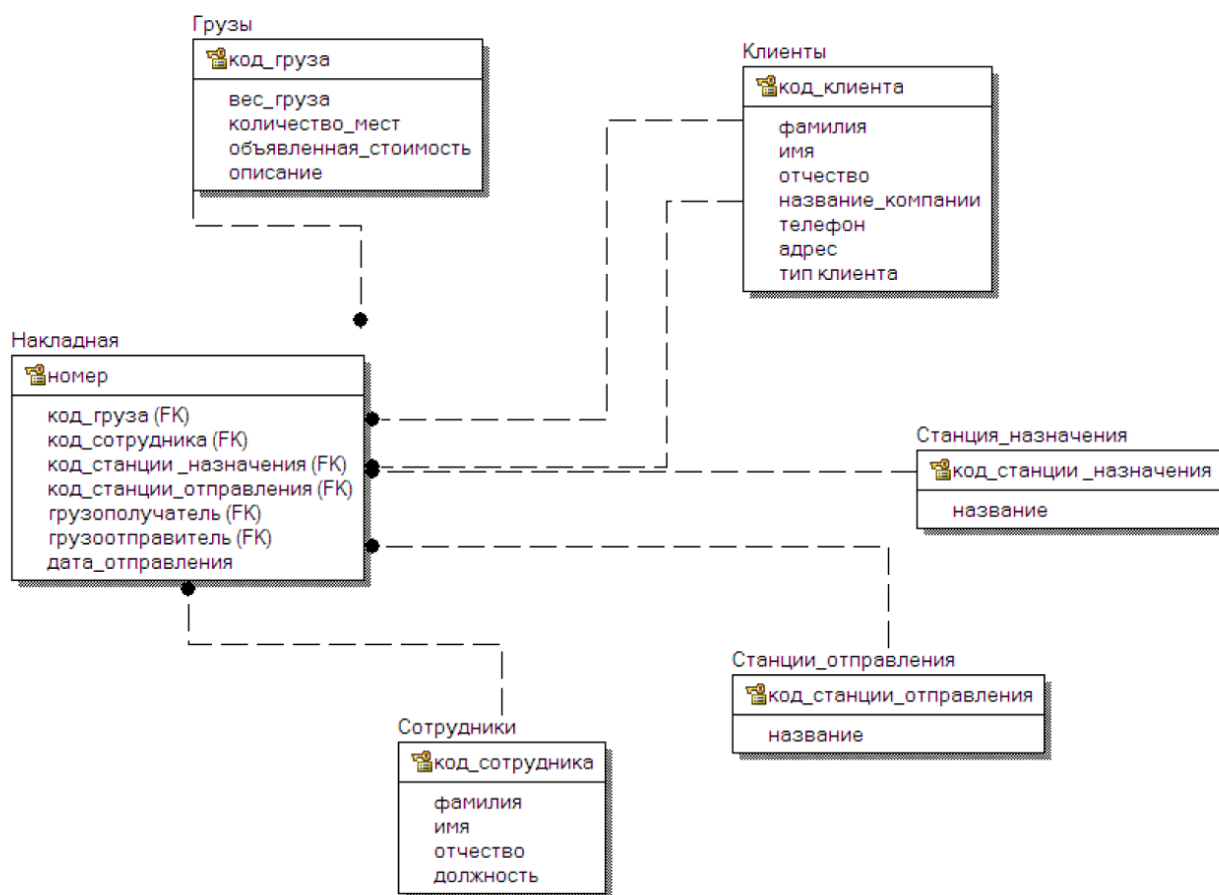 Грузы
код_груза
вес_груза
количество_мест
объявленная_стоимость
описание
Клиенты
код_клиента
фамилия
имя
отчество
название_компании
телефон
адрес
тип клиента
Накладная
номер
код_груза (FK)
код_сотрудника (FK)
код_станции _назначения (FK)
код_станции_отправления (FK)
грузополучатель (FK)
грузоотправитель (FK)
дата_отправления
Станция_назначения
код_станции _назначения
название
Станции_отправления
код_станции_отправления
название
Сотрудники
код_сотрудника
фамилия
имя
отчество
должность